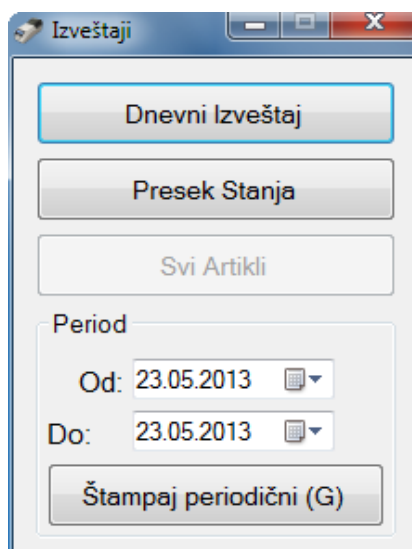 Izveštaji
Dnevni Izveštaj
Presek Stanja
Svi Artikli
Period
Od: 23.05.2013
Do: 23.05.2013
Štampaj periodični (G)